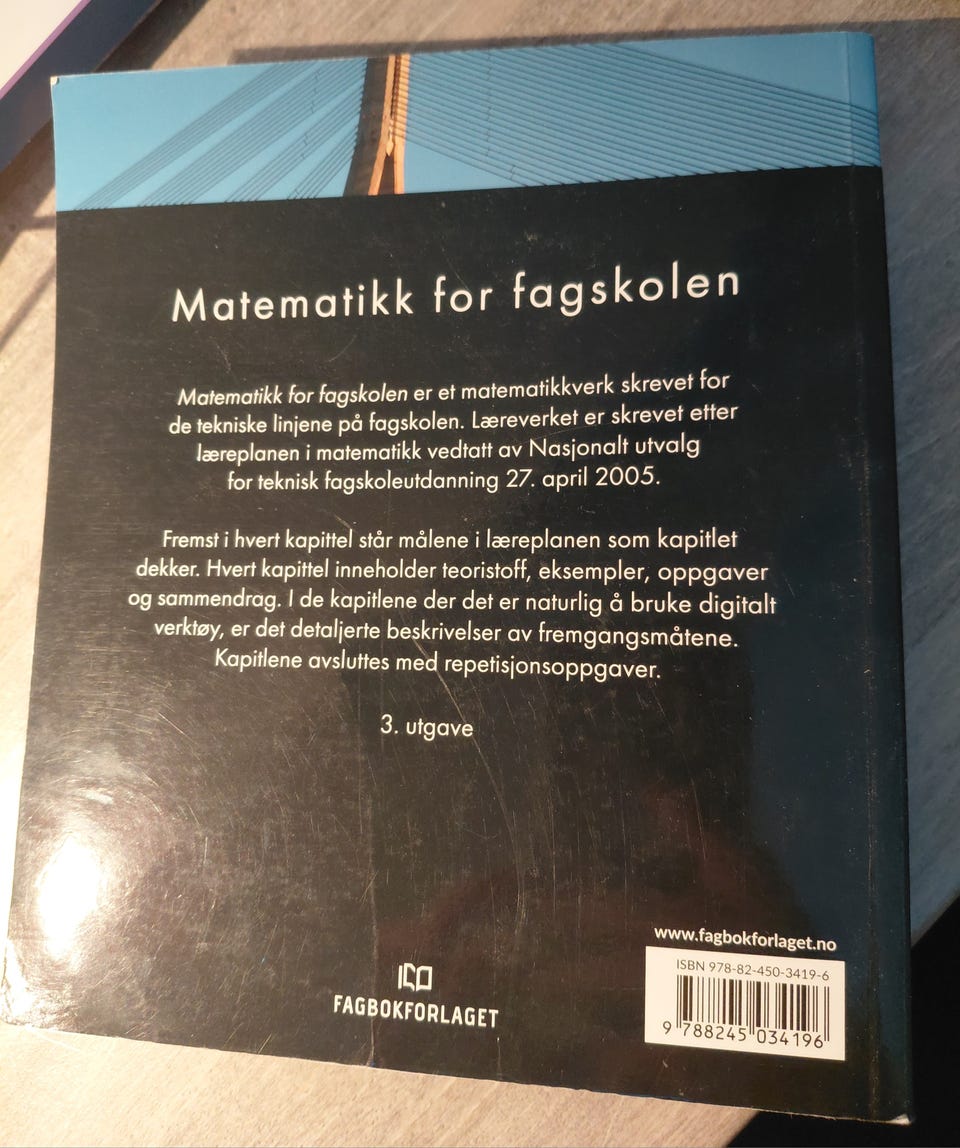 Matematikk for fagskolen
Matematikk for fagskolen er et matematikkverk skrevet for
de tekniske linjene på fagskolen. Læreverket er skrevet etter
læreplanen i matematikk vedtatt av Nasjonalt utvalg
for teknisk fagskoleutdanning 27. april 2005.
Fremst i hvert kapittel står målene i læreplanen som kapitlet
dekker. Hvert kapittel inneholder teoristoff, eksempler, oppgaver
og sammendrag. I de kapitlene der det er naturlig å bruke digitalt
verktøy, er det detaljerte beskrivelser av fremgangsmåtene.
Kapitlene avsluttes med repetisjonsoppgaver.
3. utgave
www.fagbokforlaget.no
ISBN 978-82-450-3419-6
9 788245 034196
FAGBOKFORLAGET